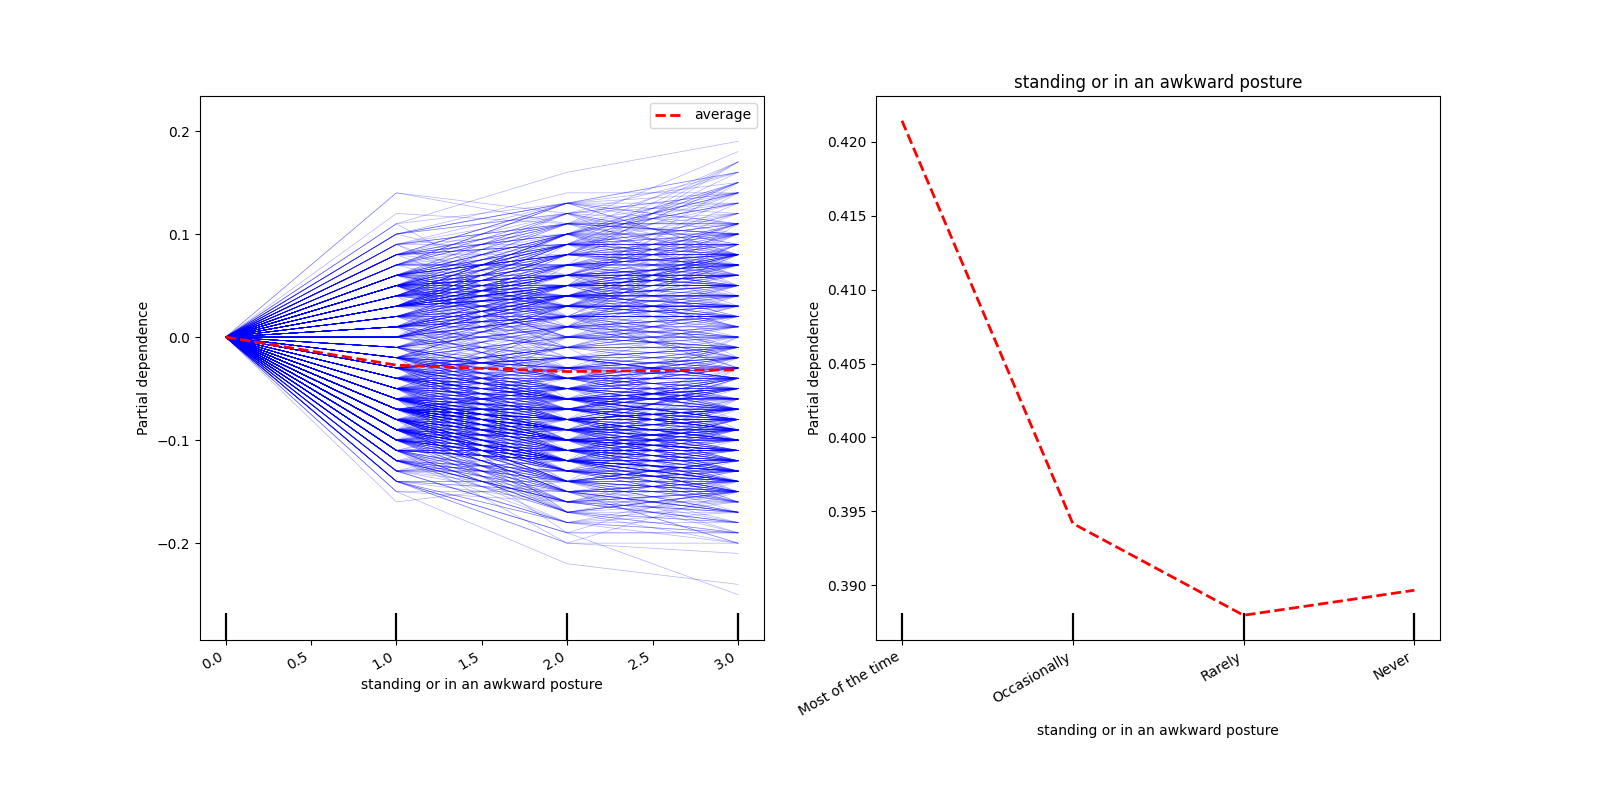 average
0.2
0.1
0.0
−0.1
−0.2
Partial dependence
0.0
0.5
1.0
1.5
2.0
2.5
3.0
standing or in an awkward posture
standing or in an awkward posture
0.420
0.415
0.410
0.405
0.400
0.395
0.390
Partial dependence
Most of the time
Occasionally
Rarely
Never
standing or in an awkward posture